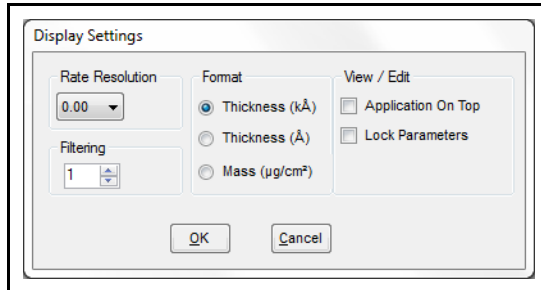 Display Settings
Rate Resolution
0.00
Filtering
1
Format
Thickness (kÅ)
Thickness (Å)
Mass (µg/cm²)
View / Edit
Application On Top
Lock Parameters
OK
Cancel